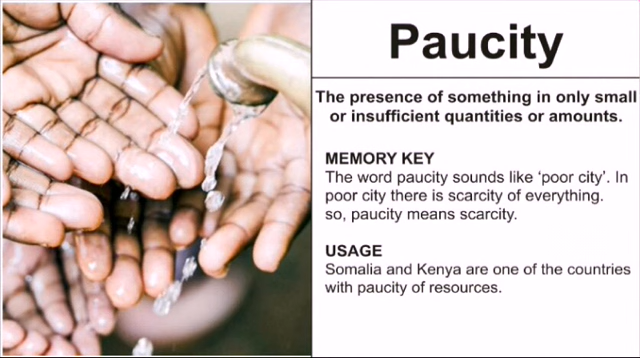 Paucity
The presence of something in only small
or insufficient quantities or amounts.
MEMORY KEY
The word paucity sounds like ‘poor city’. In
poor city there is scarcity of everything.
so, paucity means scarcity.
USAGE
Somalia and Kenya are one of the countries
with paucity of resources.